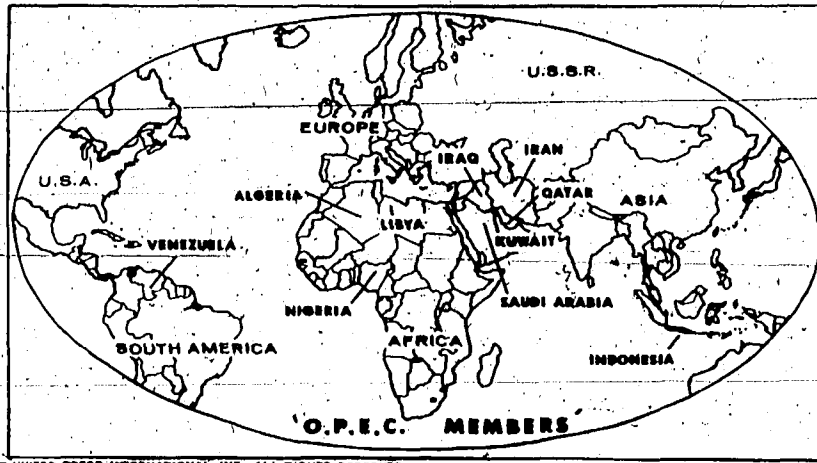 U.S.S.R.
EUROPE
IRAQ
IRAN
U.S.A.
ALGERIA
QATAR
ASIA
LIBYA
VENEZUELA
KUWAIT
NIGERIA
SAUDI ARABIA
SOUTH AMERICA
AFRICA
INDONESIA
O.P.E.C. MEMBERS